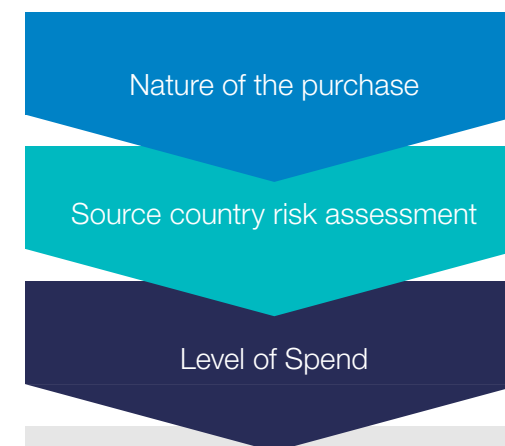 Nature of the purchase
Source country risk assessment
Level of Spend